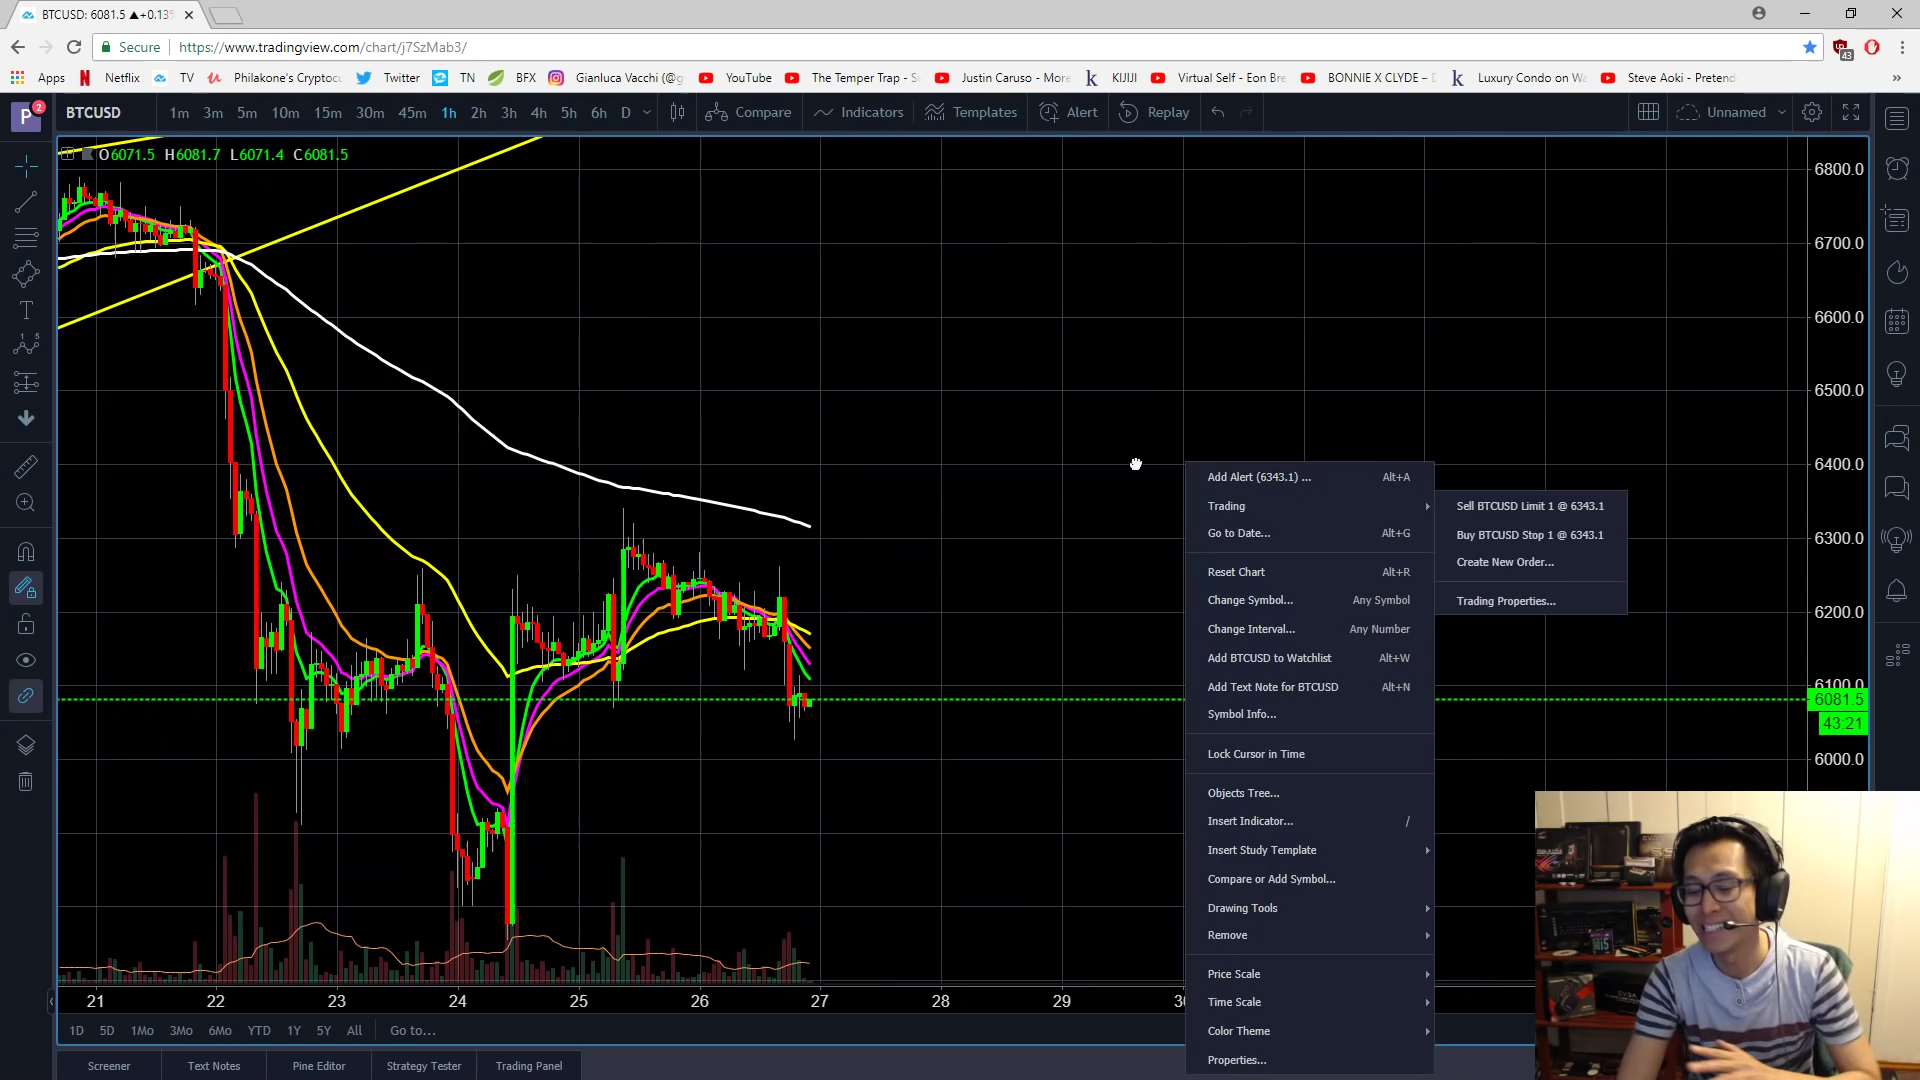 BTCUSD: 6081.5 ▲+0.13%
Secure https://www.tradingview.com/chart/j7SzMab3/
43
Apps Netflix TV Philakone's Cryptocu Twitter TN BFX Gianluca Vacchi (@g YouTube The Temper Trap - S Justin Caruso - More KIJIJI Virtual Self - Eon Bre BONNIE X CLYDE – D Luxury Condo on Wa Steve Aoki - Pretend »
P 2 BTCUSD 1m 3m 5m 10m 15m 30m 45m 1h 2h 3h 4h 5h 6h D Compare Indicators Templates Alert Replay Unnamed
O6071.5 H6081.7 L6071.4 C6081.5
6800.0
6700.0
6600.0
6500.0
6400.0
6300.0
6200.0
6100.0
6081.5
43:21
6000.0
Add Alert (6343.1) ... Alt+A
Trading
Go to Date... Alt+G
Reset Chart Alt+R
Change Symbol... Any Symbol
Change Interval... Any Number
Add BTCUSD to Watchlist Alt+W
Add Text Note for BTCUSD Alt+N
Symbol Info...
Lock Cursor in Time
Objects Tree...
Insert Indicator... /
Insert Study Template
Compare or Add Symbol...
Drawing Tools
Remove
Price Scale
Time Scale
Color Theme
Properties...
Sell BTCUSD Limit 1 @ 6343.1
Buy BTCUSD Stop 1 @ 6343.1
Create New Order...
Trading Properties...
21 22 23 24 25 26 27 28 29 30
1D 5D 1Mo 3Mo 6Mo YTD 1Y 5Y All Go to...
Screener Text Notes Pine Editor Strategy Tester Trading Panel